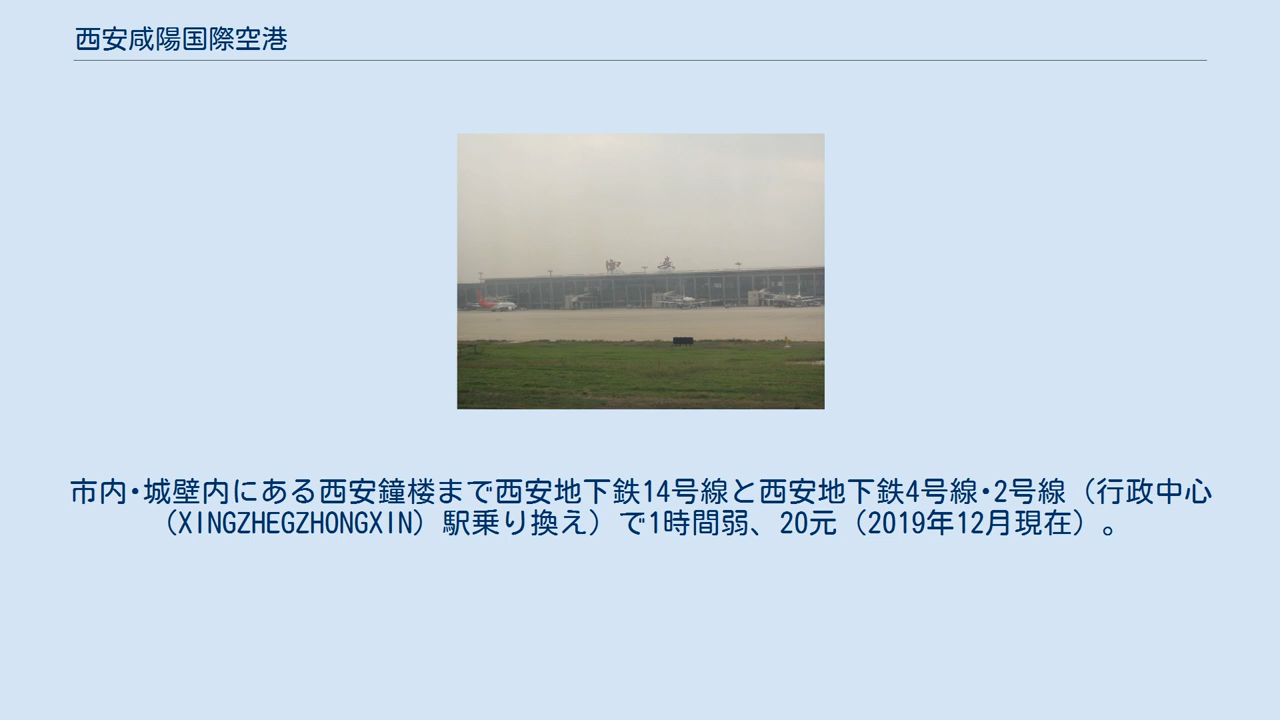 西安咸陽国際空港
市内･城壁内にある西安鐘楼まで西安地下鉄14号線と西安地下鉄4号線･2号線（行政中心
（XINGZHEGZHONGXIN）駅乗り換え）で1時間弱、20元（2019年12月現在）。